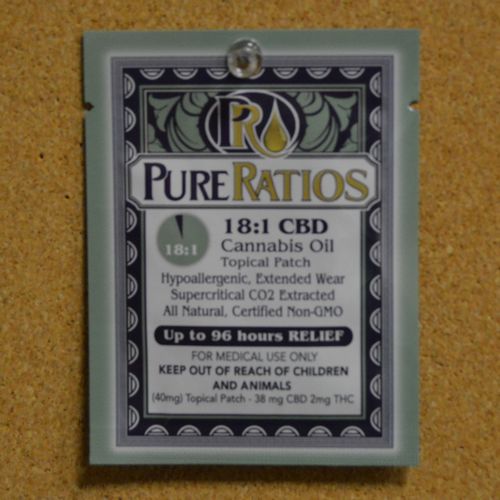 PR
PURE RATIOS
18:1
18:1 CBD
Cannabis Oil
Topical Patch
Hypoallergenic, Extended Wear
Supercritical CO2 Extracted
All Natural, Certified Non-GMO
Up to 96 hours RELIEF
FOR MEDICAL USE ONLY
KEEP OUT OF REACH OF CHILDREN
AND ANIMALS
(40mg) Topical Patch - 38 mg CBD 2mg THC